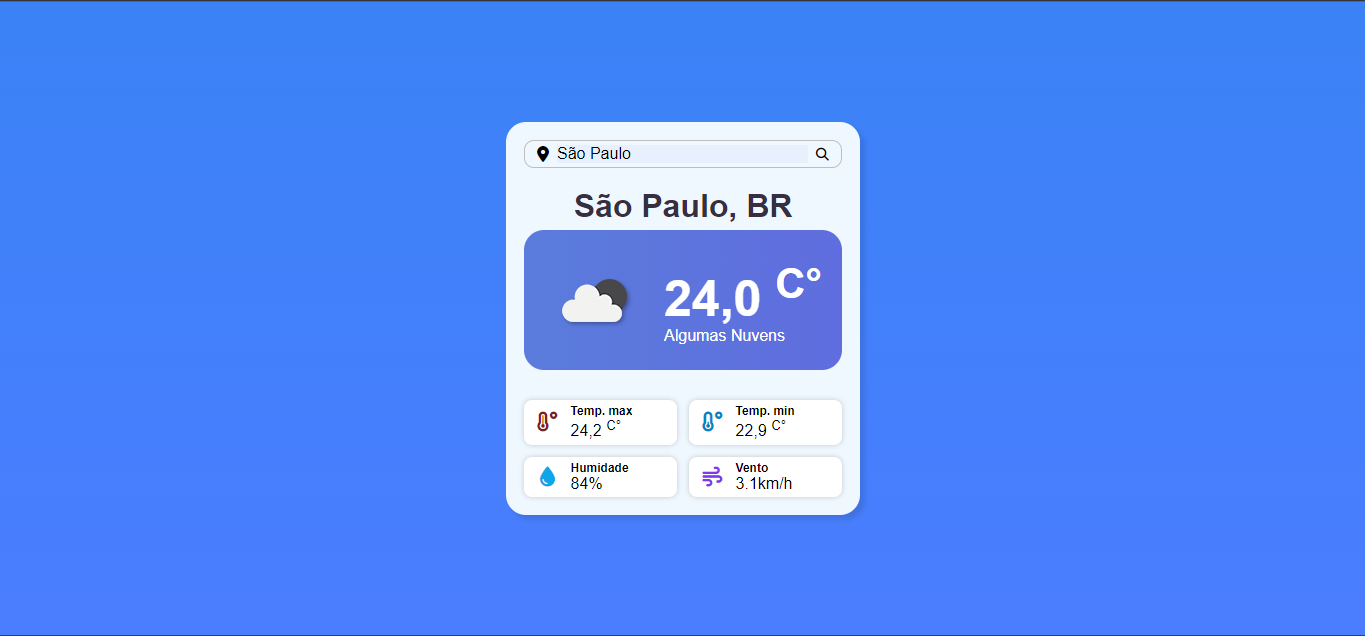 São Paulo
São Paulo, BR
24,0 C°
Algumas Nuvens
Temp. max
24,2 C°
Temp. min
22,9 C°
Humidade
84%
Vento
3.1km/h